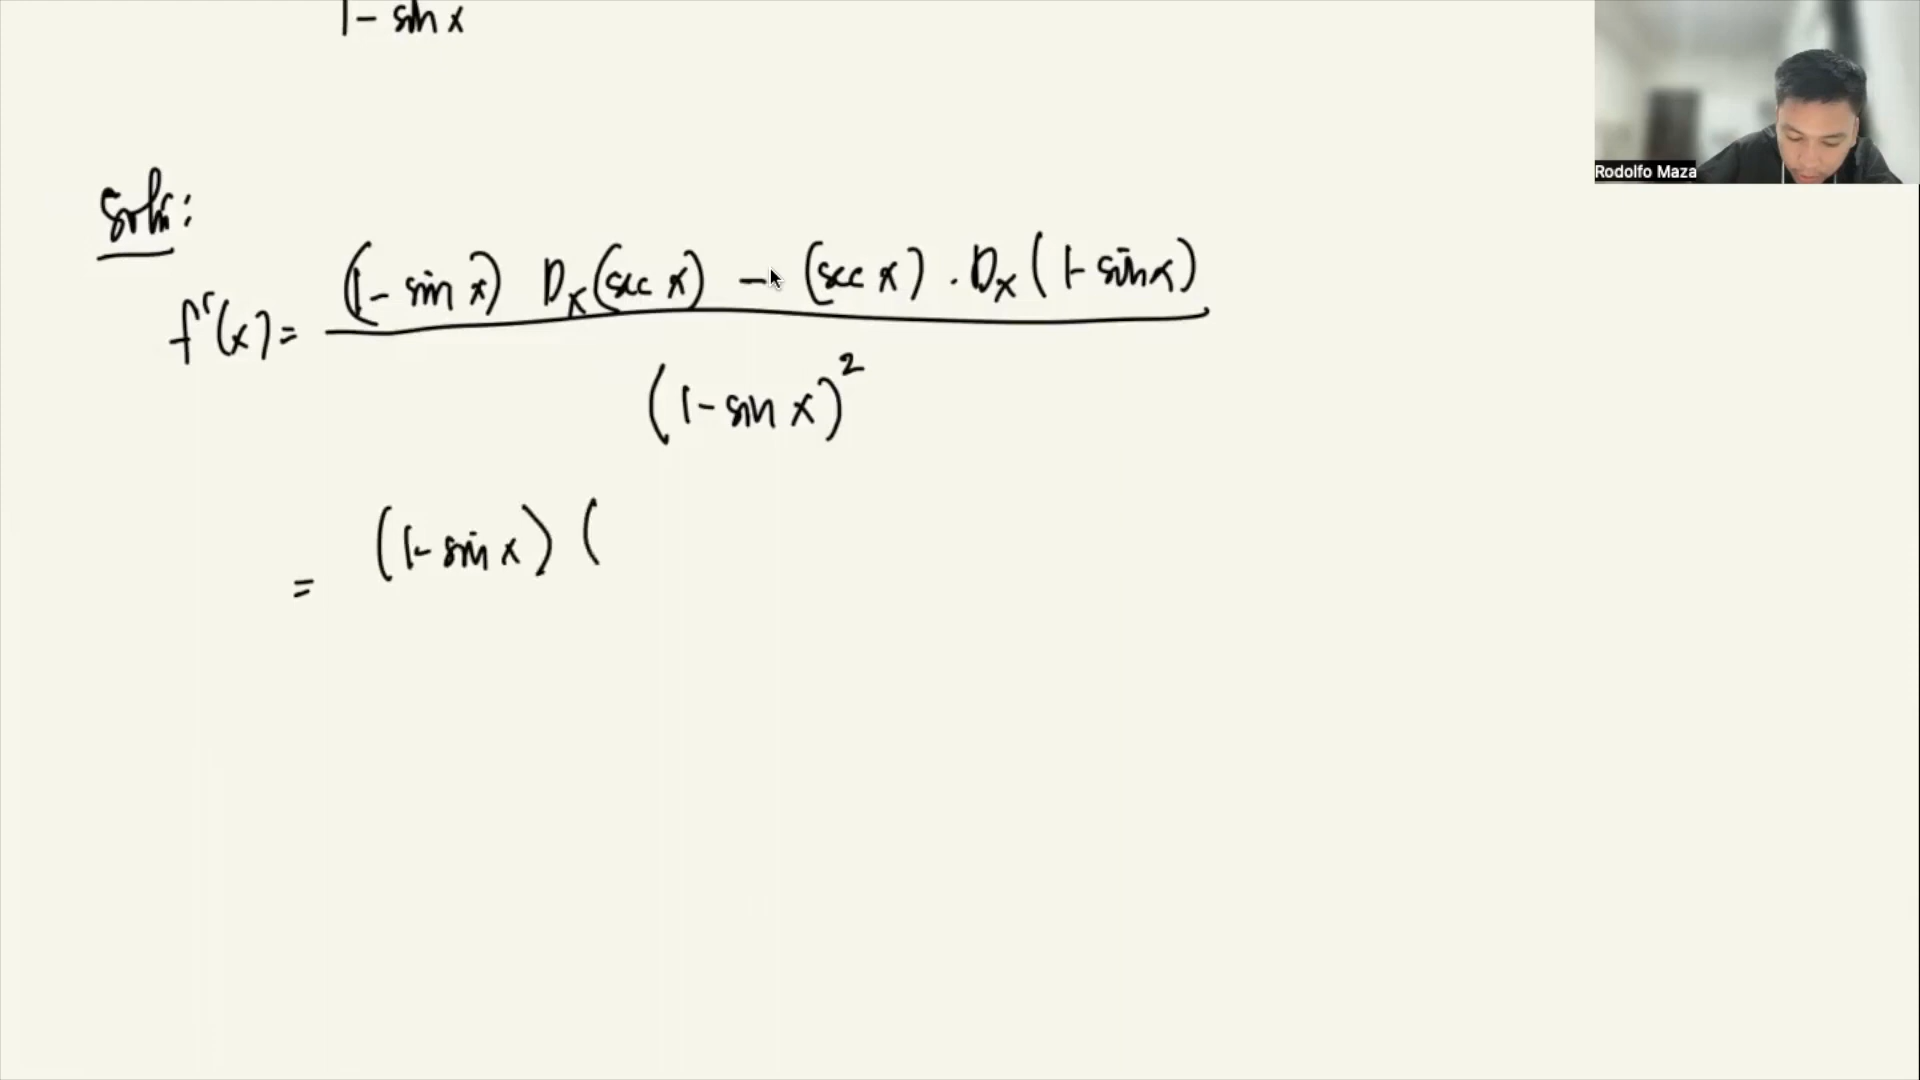 1 - sin x
Rodolfo Maza
Soln:
f'(x) = (1 - sin x) Dx(sec x) - (sec x) . Dx (1 - sin x)
(1 - sin x)²
= (1 - sin x) (